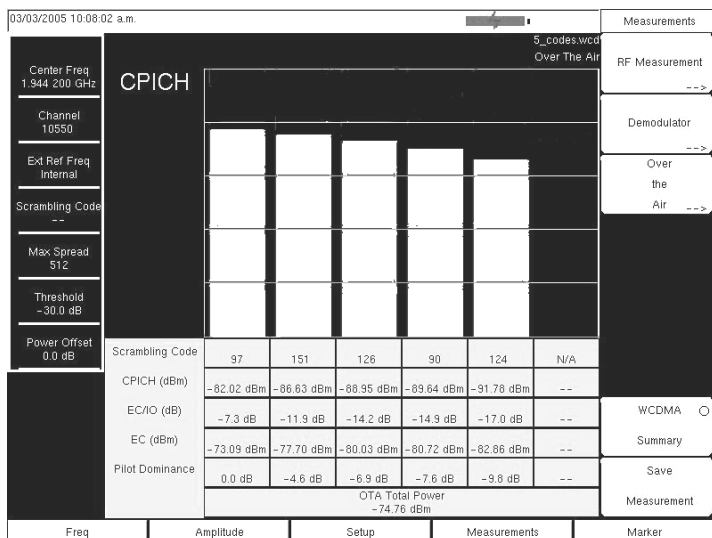 03/03/2005 10:08:02 a.m.
Measurements
5_codes.wcd
Over The Air
Center Freq
1.944 200 GHz
Channel
10550
Ext Ref Freq
Internal
Scrambling Code
--
Max Spread
512
Threshold
-30.0 dB
Power Offset
0.0 dB
CPICH
RF Measurement
-->
Demodulator
-->
Over
the
Air -->
Scrambling Code 97 151 126 90 124 N/A
CPICH (dBm) -82.02 dBm -86.63 dBm -88.95 dBm -89.64 dBm -91.78 dBm --
EC/IO (dB) -7.3 dB -11.9 dB -14.2 dB -14.9 dB -17.0 dB --
EC (dBm) -73.09 dBm -77.70 dBm -80.03 dBm -80.72 dBm -82.86 dBm --
Pilot Dominance 0.0 dB -4.6 dB -6.9 dB -7.6 dB -9.8 dB --
OTA Total Power
-74.76 dBm
WCDMA
Summary
Save
Measurement
Freq Amplitude Setup Measurements Marker